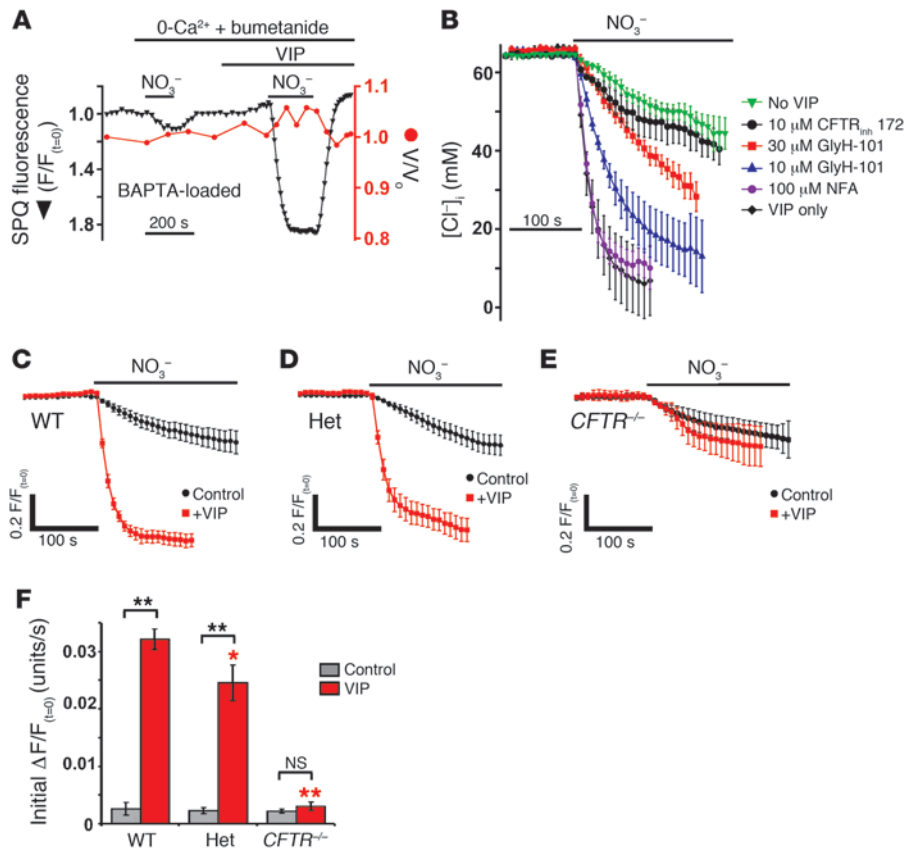 A
0-Ca²⁺ + bumetanide
VIP
NO₃⁻
NO₃⁻
1.0
1.4
1.8
SPQ fluorescence
◀ (F/F(t=0))
BAPTA-loaded
200 s
1.1
1.0
0.9
0.8
V/Vₒ
B
NO₃⁻
60
40
20
0
[Cl⁻]ᵢ (mM)
100 s
No VIP
10 μM CFTRinh 172
30 μM GlyH-101
10 μM GlyH-101
100 μM NFA
VIP only
C
NO₃⁻
WT
0.2 F/F(t=0)
100 s
Control
+VIP
D
NO₃⁻
Het
0.2 F/F(t=0)
100 s
Control
+VIP
E
NO₃⁻
CFTR⁻/⁻
0.2 F/F(t=0)
100 s
Control
+VIP
F
Initial ΔF/F(t=0) (units/s)
0.03
0.02
0.01
0
**
**
*
NS
**
Control
VIP
WT
Het
CFTR⁻/⁻